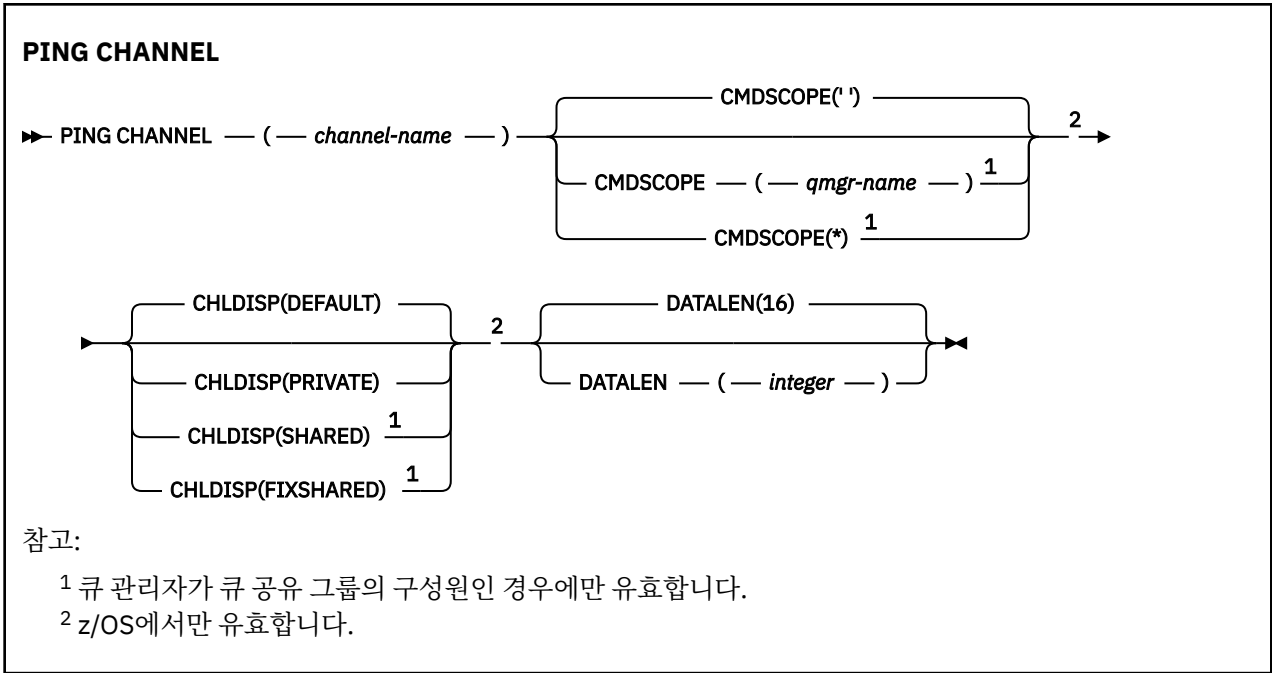 PING CHANNEL
CMDSCOPE(' ')
PING CHANNEL ( channel-name ) 2
CMDSCOPE ( qmgr-name ) 1
CMDSCOPE(*) 1
CHLDISP(DEFAULT) DATALEN(16)
2
CHLDISP(PRIVATE) DATALEN ( integer )
CHLDISP(SHARED) 1
CHLDISP(FIXSHARED) 1
참고:
1 큐 관리자가 큐 공유 그룹의 구성원인 경우에만 유효합니다.
2 z/OS에서만 유효합니다.